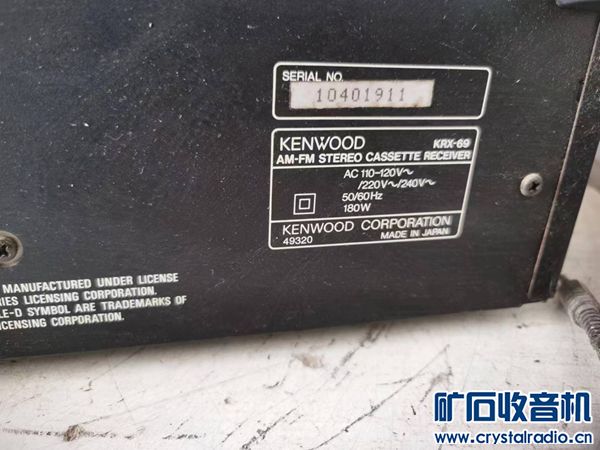 SERIAL NO.
10401911
KENWOOD KRX-69
AM-FM STEREO CASSETTE RECEIVER
AC 110-120V~
/220V~/240V~
50/60Hz
180W
KENWOOD CORPORATION
49320 MADE IN JAPAN
MANUFACTURED UNDER LICENSE
IES LICENSING CORPORATION.
LE-D SYMBOL ARE TRADEMARKS OF
ICENSING CORPORATION.
矿石收音机
www.crystalradio.cn